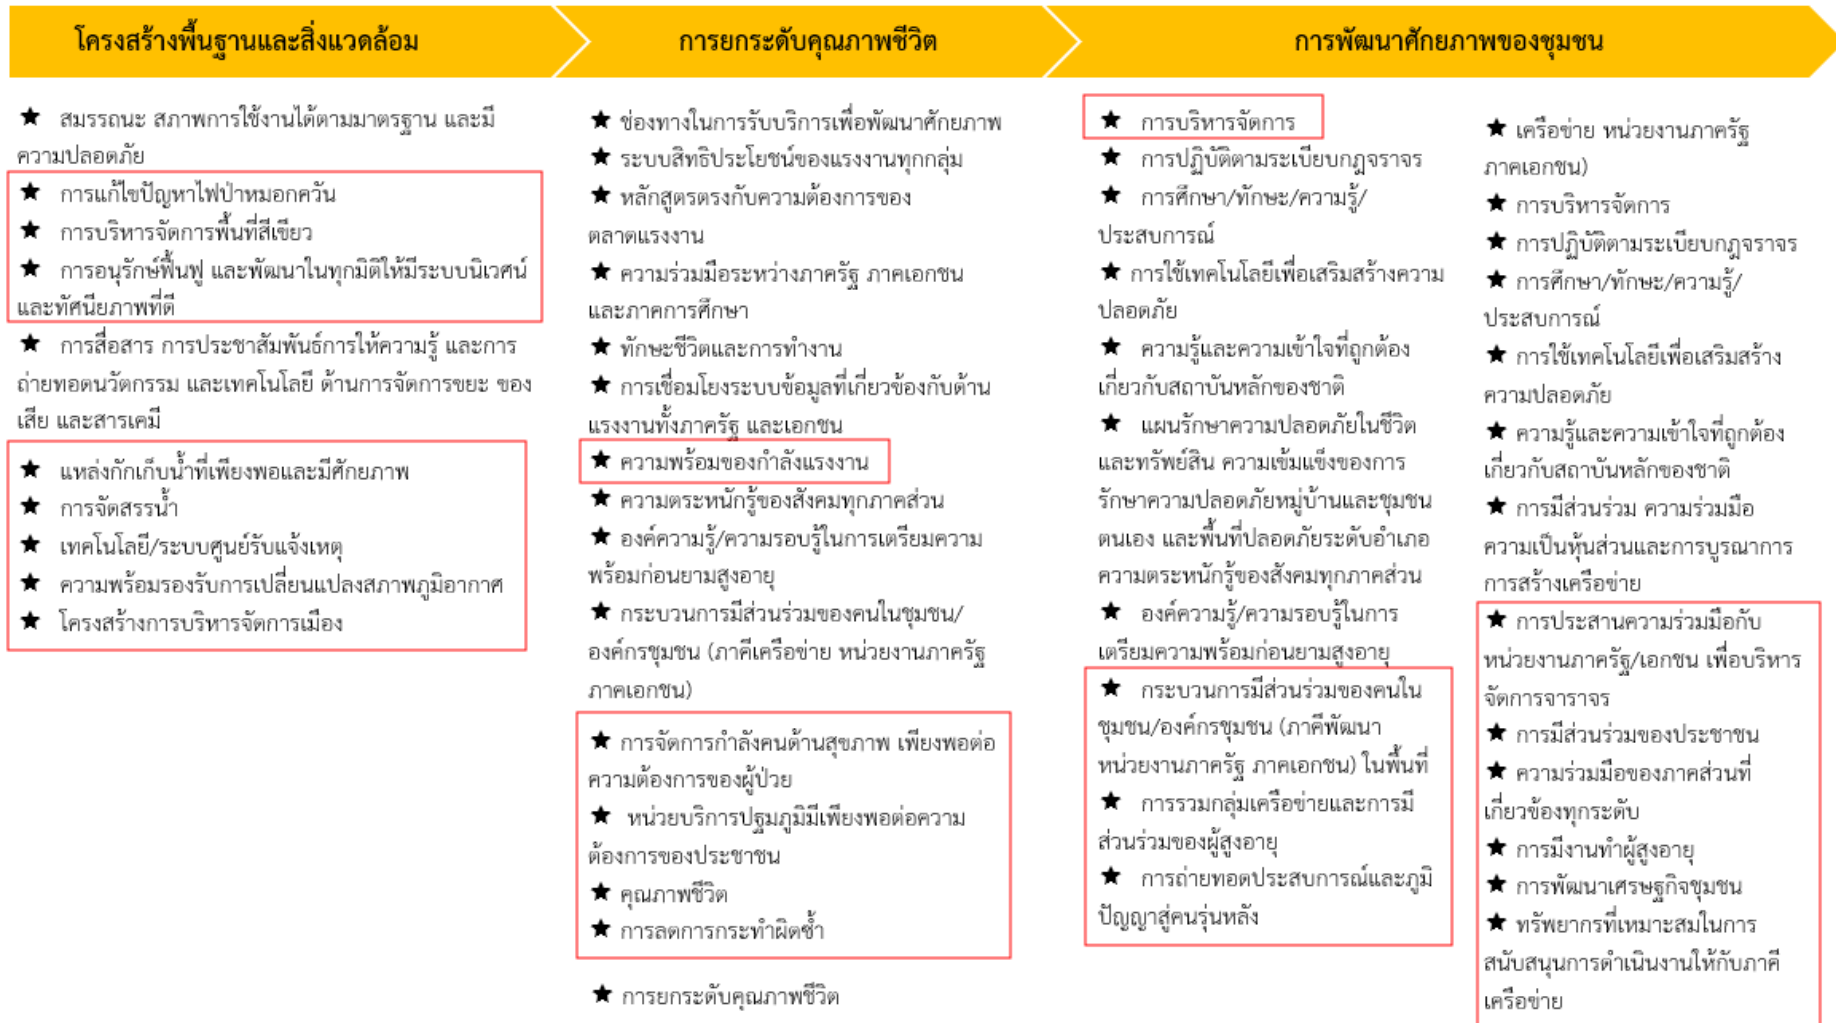 โครงสร้างพื้นฐานและสิ่งแวดล้อม
การยกระดับคุณภาพชีวิต
การพัฒนาศักยภาพของชุมชน
★ สมรรถนะ สภาพการใช้งานได้ตามมาตรฐาน และมี
ความปลอดภัย
★ การแก้ไขปัญหาไฟป่าหมอกควัน
★ การบริหารจัดการพื้นที่สีเขียว
★ การอนุรักษ์ฟื้นฟู และพัฒนาในทุกมิติให้มีระบบนิเวศน์
และทัศนียภาพที่ดี
★ การสื่อสาร การประชาสัมพันธ์การให้ความรู้ และการ
ถ่ายทอดนวัตกรรม และเทคโนโลยี ด้านการจัดการขยะ ของ
เสีย และสารเคมี
★ แหล่งกักเก็บน้ำที่เพียงพอและมีศักยภาพ
★ การจัดสรรน้ำ
★ เทคโนโลยี/ระบบศูนย์รับแจ้งเหตุ
★ ความพร้อมรองรับการเปลี่ยนแปลงสภาพภูมิอากาศ
★ โครงสร้างการบริหารจัดการเมือง
★ ช่องทางในการรับบริการเพื่อพัฒนาศักยภาพ
★ ระบบสิทธิประโยชน์ของแรงงานทุกกลุ่ม
★ หลักสูตรตรงกับความต้องการของ
ตลาดแรงงาน
★ ความร่วมมือระหว่างภาครัฐ ภาคเอกชน
และภาคการศึกษา
★ ทักษะชีวิตและการทำงาน
★ การเชื่อมโยงระบบข้อมูลที่เกี่ยวข้องกับด้าน
แรงงานทั้งภาครัฐ และเอกชน
★ ความพร้อมของกำลังแรงงาน
★ ความตระหนักรู้ของสังคมทุกภาคส่วน
★ องค์ความรู้/ความรอบรู้ในการเตรียมความ
พร้อมก่อนยามสูงอายุ
★ กระบวนการมีส่วนร่วมของคนในชุมชน/
องค์กรชุมชน (ภาคีเครือข่าย หน่วยงานภาครัฐ
ภาคเอกชน)
★ การจัดการกำลังคนด้านสุขภาพ เพียงพอต่อ
ความต้องการของผู้ป่วย
★ หน่วยบริการปฐมภูมิมีเพียงพอต่อความ
ต้องการของประชาชน
★ คุณภาพชีวิต
★ การลดการกระทำผิดซ้ำ
★ การยกระดับคุณภาพชีวิต
★ การบริหารจัดการ
★ การปฏิบัติตามระเบียบกฎจราจร
★ การศึกษา/ทักษะ/ความรู้/
ประสบการณ์
★ การใช้เทคโนโลยีเพื่อเสริมสร้างความ
ปลอดภัย
★ ความรู้และความเข้าใจที่ถูกต้อง
เกี่ยวกับสถาบันหลักของชาติ
★ แผนรักษาความปลอดภัยในชีวิต
และทรัพย์สิน ความเข้มแข็งของการ
รักษาความปลอดภัยหมู่บ้านและชุมชน
ตนเอง และพื้นที่ปลอดภัยระดับอำเภอ
ความตระหนักรู้ของสังคมทุกภาคส่วน
★ องค์ความรู้/ความรอบรู้ในการ
เตรียมความพร้อมก่อนยามสูงอายุ
★ กระบวนการมีส่วนร่วมของคนใน
ชุมชน/องค์กรชุมชน (ภาคีพัฒนา
หน่วยงานภาครัฐ ภาคเอกชน) ในพื้นที่
★ การรวมกลุ่มเครือข่ายและการมี
ส่วนร่วมของผู้สูงอายุ
★ การถ่ายทอดประสบการณ์และภูมิ
ปัญญาสู่คนรุ่นหลัง
★ เครือข่าย หน่วยงานภาครัฐ
ภาคเอกชน)
★ การบริหารจัดการ
★ การปฏิบัติตามระเบียบกฎจราจร
★ การศึกษา/ทักษะ/ความรู้/
ประสบการณ์
★ การใช้เทคโนโลยีเพื่อเสริมสร้าง
ความปลอดภัย
★ ความรู้และความเข้าใจที่ถูกต้อง
เกี่ยวกับสถาบันหลักของชาติ
★ การมีส่วนร่วม ความร่วมมือ
ความเป็นหุ้นส่วนและการบูรณาการ
การสร้างเครือข่าย
★ การประสานความร่วมมือกับ
หน่วยงานภาครัฐ/เอกชน เพื่อบริหาร
จัดการจาราจร
★ การมีส่วนร่วมของประชาชน
★ ความร่วมมือของภาคส่วนที่
เกี่ยวข้องทุกระดับ
★ การมีงานทำผู้สูงอายุ
★ การพัฒนาเศรษฐกิจชุมชน
★ ทรัพยากรที่เหมาะสมในการ
สนับสนุนการดำเนินงานให้กับภาคี
เครือข่าย